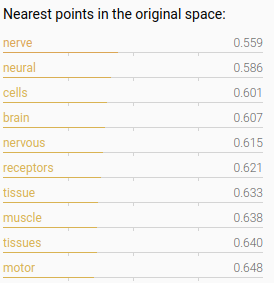 Nearest points in the original space:
nerve 0.559
neural 0.586
cells 0.601
brain 0.607
nervous 0.615
receptors 0.621
tissue 0.633
muscle 0.638
tissues 0.640
motor 0.648